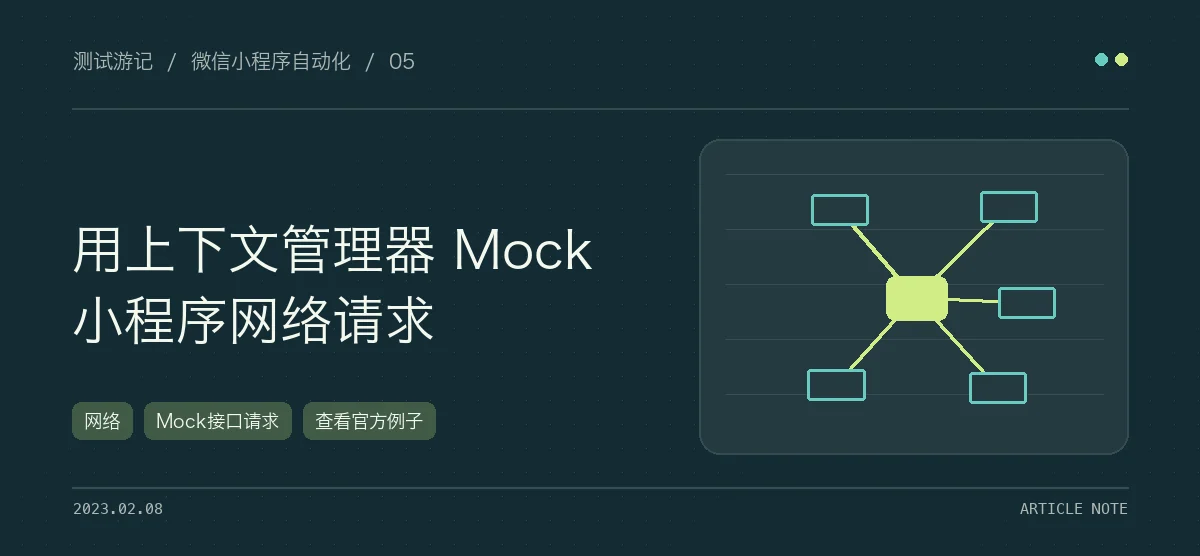 测试游记 / 微信小程序自动化 / 05
用上下文管理器 Mock
小程序网络请求
网络 Mock接口请求 查看官方例子
2023.02.08 ARTICLE NOTE